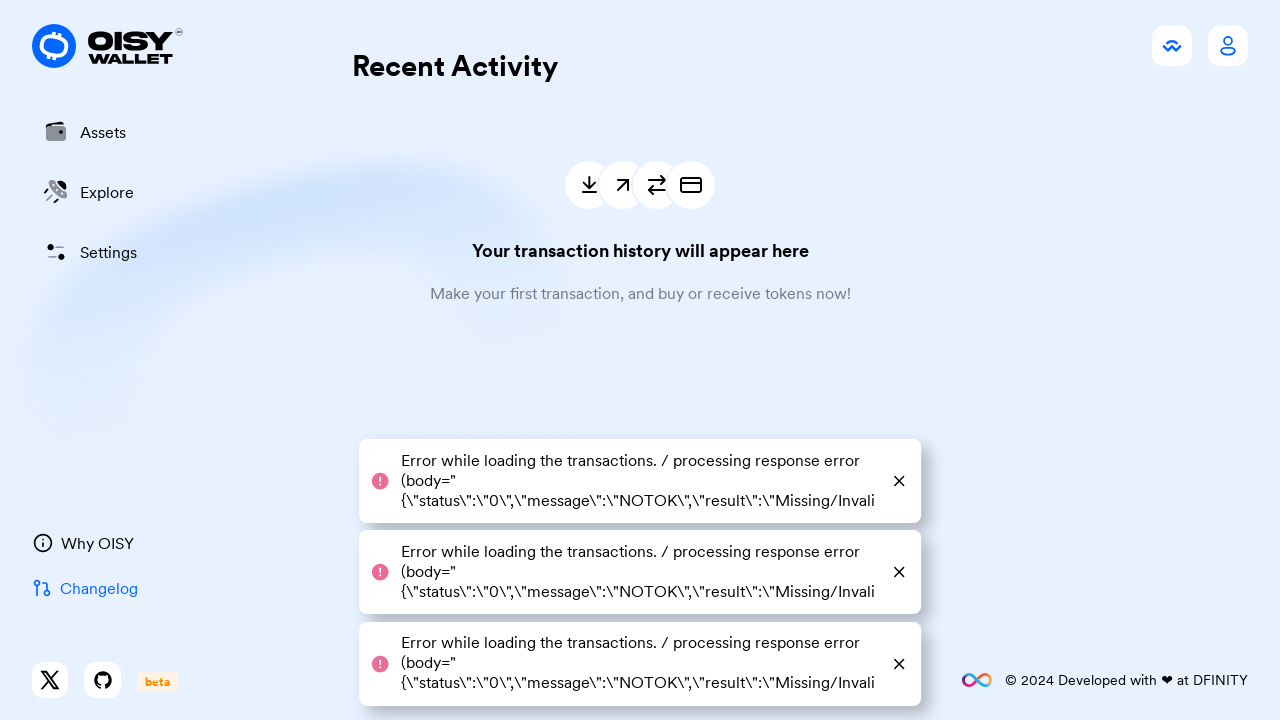 OISY
WALLET
Recent Activity
Assets
Explore
Settings
Your transaction history will appear here
Make your first transaction, and buy or receive tokens now!
Error while loading the transactions. / processing response error
(body="
{\"status\":\"0\",\"message\":\"NOTOK\",\"result\":\"Missing/Invali
Error while loading the transactions. / processing response error
(body="
{\"status\":\"0\",\"message\":\"NOTOK\",\"result\":\"Missing/Invali
Error while loading the transactions. / processing response error
(body="
{\"status\":\"0\",\"message\":\"NOTOK\",\"result\":\"Missing/Invali
Why OISY
Changelog
beta
© 2024 Developed with ❤ at DFINITY